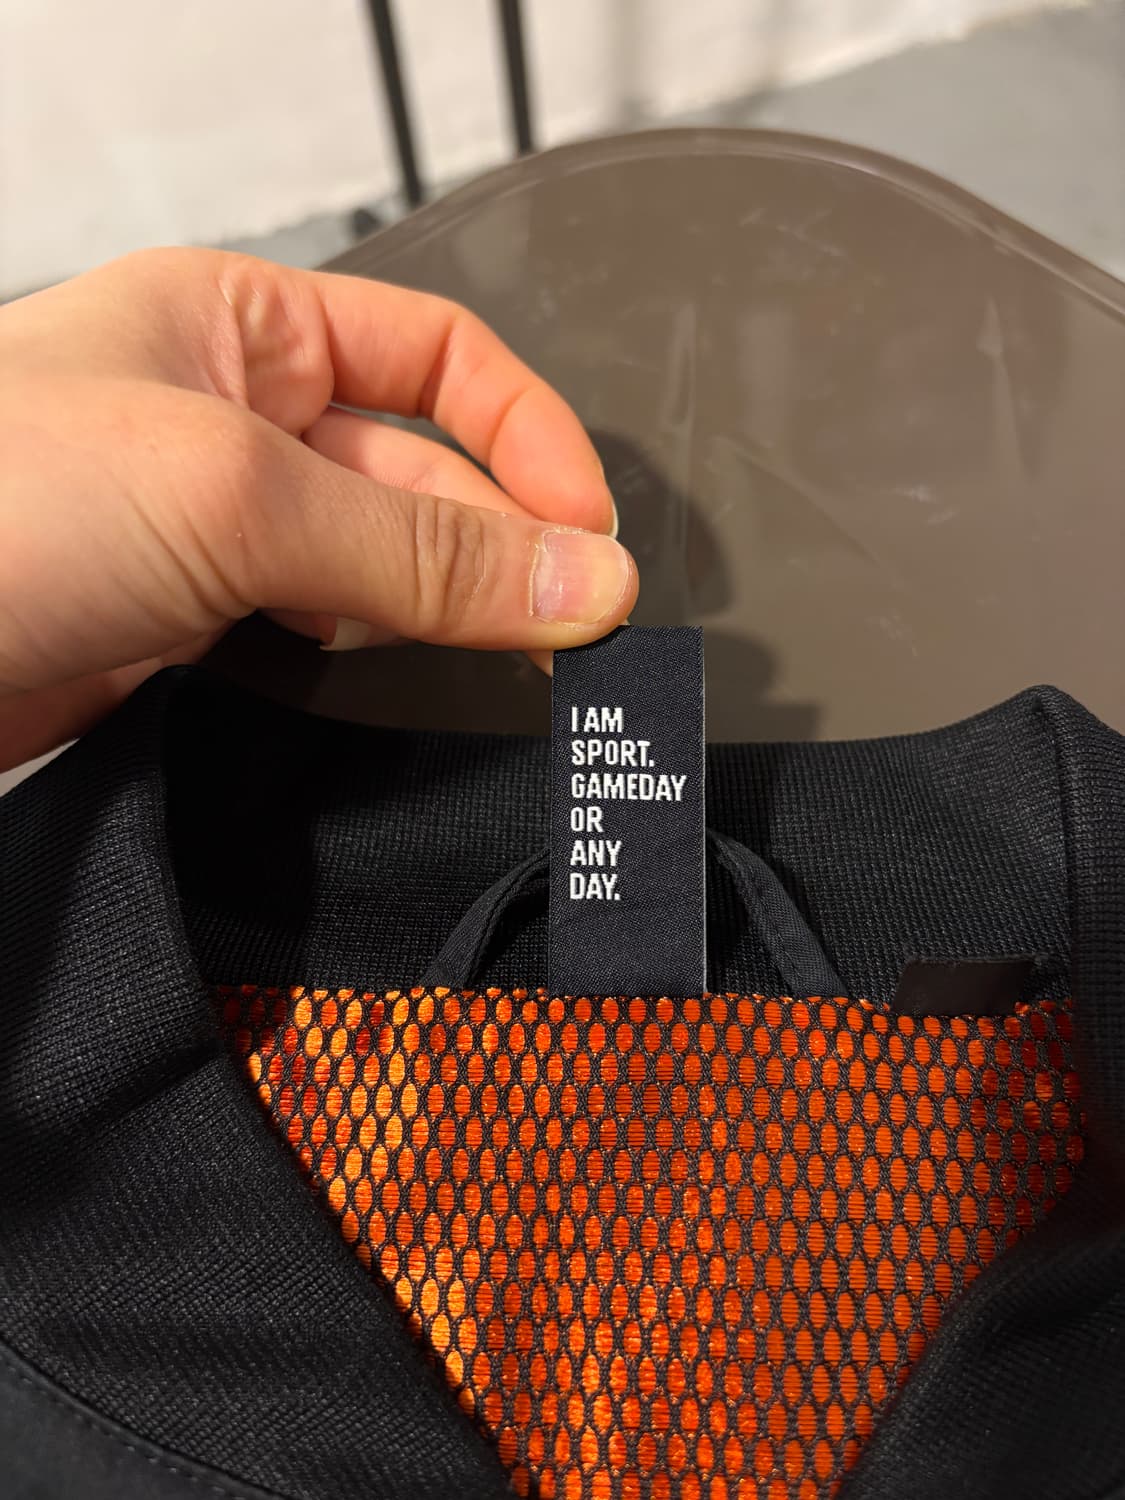 I AM
SPORT.
GAMEDAY
OR
ANY
DAY.